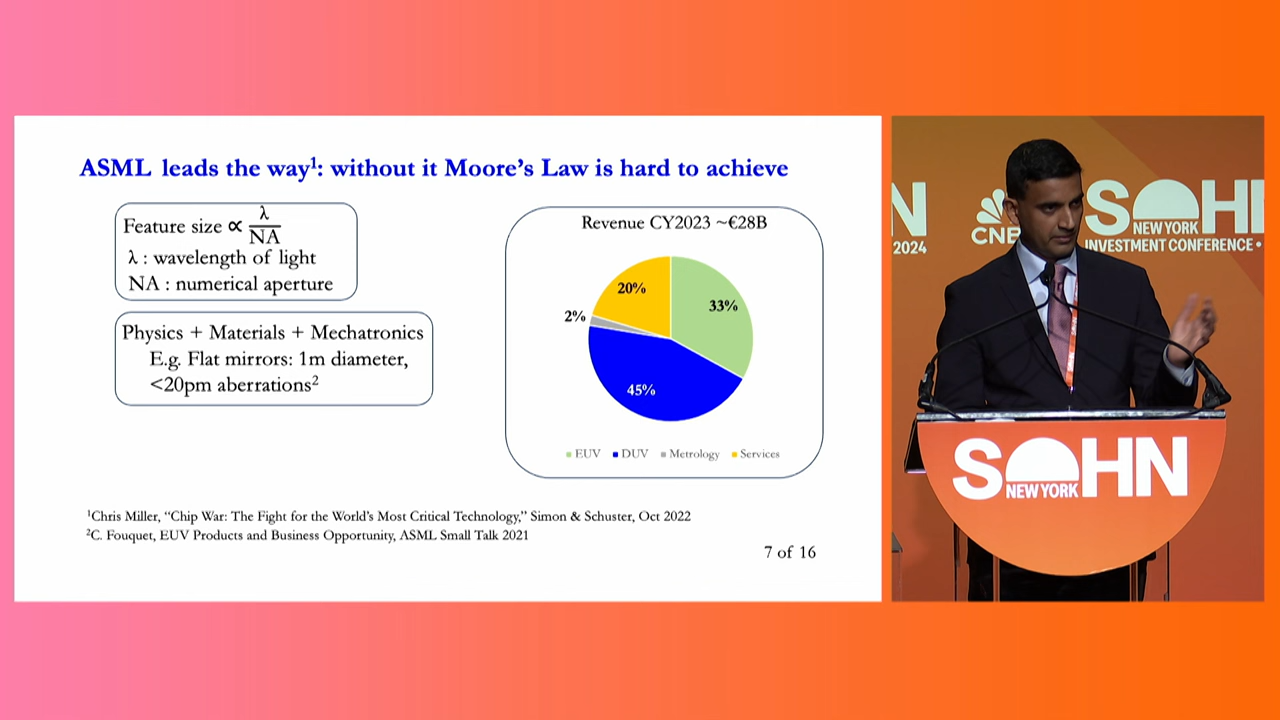 ASML leads the way¹: without it Moore's Law is hard to achieve
Feature size ∝ λ/NA
λ : wavelength of light
NA : numerical aperture
Physics + Materials + Mechatronics
E.g. Flat mirrors: 1m diameter,
<20pm aberrations²
Revenue CY2023 ~€28B
20%
33%
2%
45%
EUV DUV Metrology Services
¹Chris Miller, “Chip War: The Fight for the World's Most Critical Technology,” Simon & Schuster, Oct 2022
²C. Fouquet, EUV Products and Business Opportunity, ASML Small Talk 2021
7 of 16
N
2024
CNB
SOHN
NEW YORK
INVESTMENT CONFERENCE •
SOHN
NEW YORK